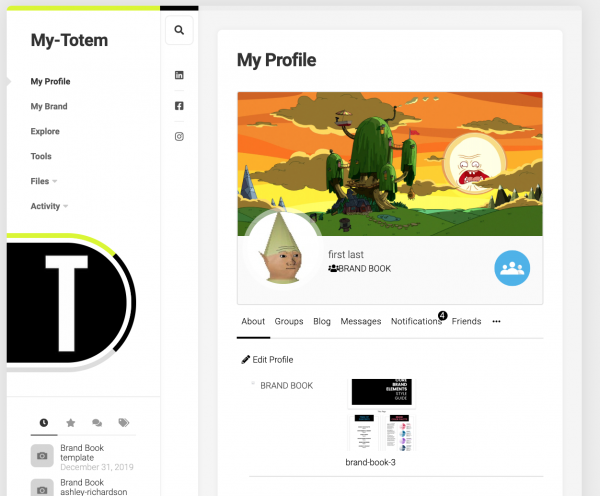 My-Totem
My Profile
My Brand
Explore
Tools
Files
Activity
T
Brand Book
template
December 31, 2019
Brand Book
ashley-richardson
My Profile
first last
BRAND BOOK
About Groups Blog Messages Notifications 4 Friends •••
Edit Profile
BRAND BOOK
CORE
BRAND
ELEMENTS
STYLE
GUIDE
brand-book-3